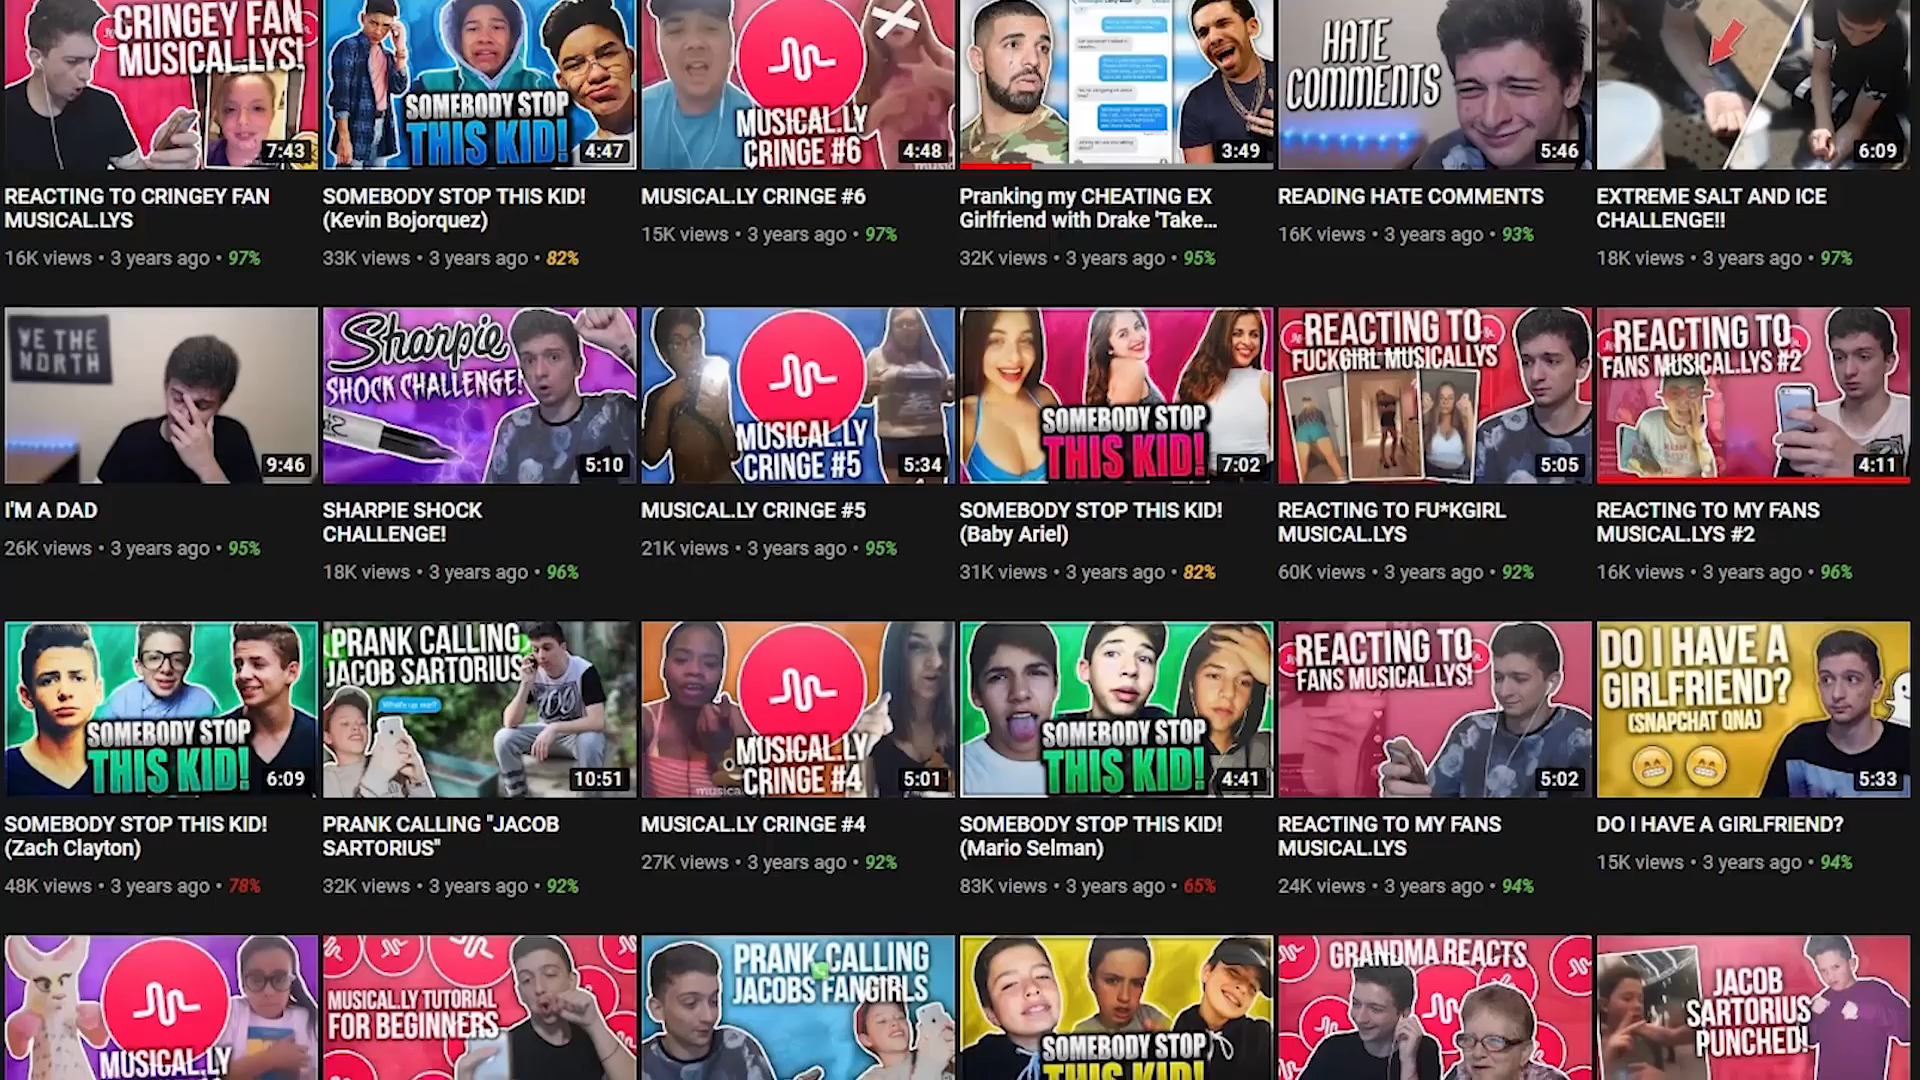 CRINGEY FAN
MUSICAL.LYS!
7:43
SOMEBODY STOP
THIS KID!
4:47
MUSICAL.LY
CRINGE #6
4:48
3:49
HATE
COMMENTS
5:46
6:09
REACTING TO CRINGEY FAN
MUSICAL.LYS
16K views • 3 years ago • 97%
SOMEBODY STOP THIS KID!
(Kevin Bojorquez)
33K views • 3 years ago • 82%
MUSICAL.LY CRINGE #6
15K views • 3 years ago • 97%
Pranking my CHEATING EX
Girlfriend with Drake 'Take...
32K views • 3 years ago • 95%
READING HATE COMMENTS
16K views • 3 years ago • 93%
EXTREME SALT AND ICE
CHALLENGE!!
18K views • 3 years ago • 97%
WE THE
NORTH
9:46
Sharpie
SHOCK CHALLENGE!
5:10
MUSICAL.LY
CRINGE #5
5:34
SOMEBODY STOP
THIS KID!
7:02
REACTING TO
FUCKGIRL MUSICALLYS
5:05
REACTING TO
FANS MUSICAL.LYS #2
4:11
I'M A DAD
26K views • 3 years ago • 95%
SHARPIE SHOCK
CHALLENGE!
18K views • 3 years ago • 96%
MUSICAL.LY CRINGE #5
21K views • 3 years ago • 95%
SOMEBODY STOP THIS KID!
(Baby Ariel)
31K views • 3 years ago • 82%
REACTING TO FU*KGIRL
MUSICAL.LYS
60K views • 3 years ago • 92%
REACTING TO MY FANS
MUSICAL.LYS #2
16K views • 3 years ago • 96%
SOMEBODY STOP
THIS KID!
6:09
PRANK CALLING
JACOB SARTORIUS
What's up me!?
10:51
MUSICAL.LY
CRINGE #4
musica
5:01
SOMEBODY STOP
THIS KID!
4:41
REACTING TO
FANS MUSICAL.LYS!
5:02
DO I HAVE A
GIRLFRIEND?
(SNAPCHAT QNA)
5:33
SOMEBODY STOP THIS KID!
(Zach Clayton)
48K views • 3 years ago • 78%
PRANK CALLING "JACOB
SARTORIUS"
32K views • 3 years ago • 92%
MUSICAL.LY CRINGE #4
27K views • 3 years ago • 92%
SOMEBODY STOP THIS KID!
(Mario Selman)
83K views • 3 years ago • 65%
REACTING TO MY FANS
MUSICAL.LYS
24K views • 3 years ago • 94%
DO I HAVE A GIRLFRIEND?
15K views • 3 years ago • 94%
MUSICAL.LY
MUSICAL.LY TUTORIAL
FOR BEGINNERS
PRANK CALLING
JACOBS FANGIRLS
SOMEBODY STOP
THIS KID!
GRANDMA REACTS
JACOB
SARTORIUS
PUNCHED!